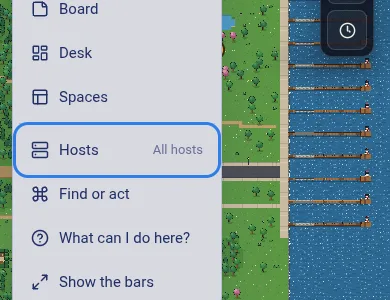 Board
Desk
Spaces
Hosts All hosts
Find or act
What can I do here?
Show the bars